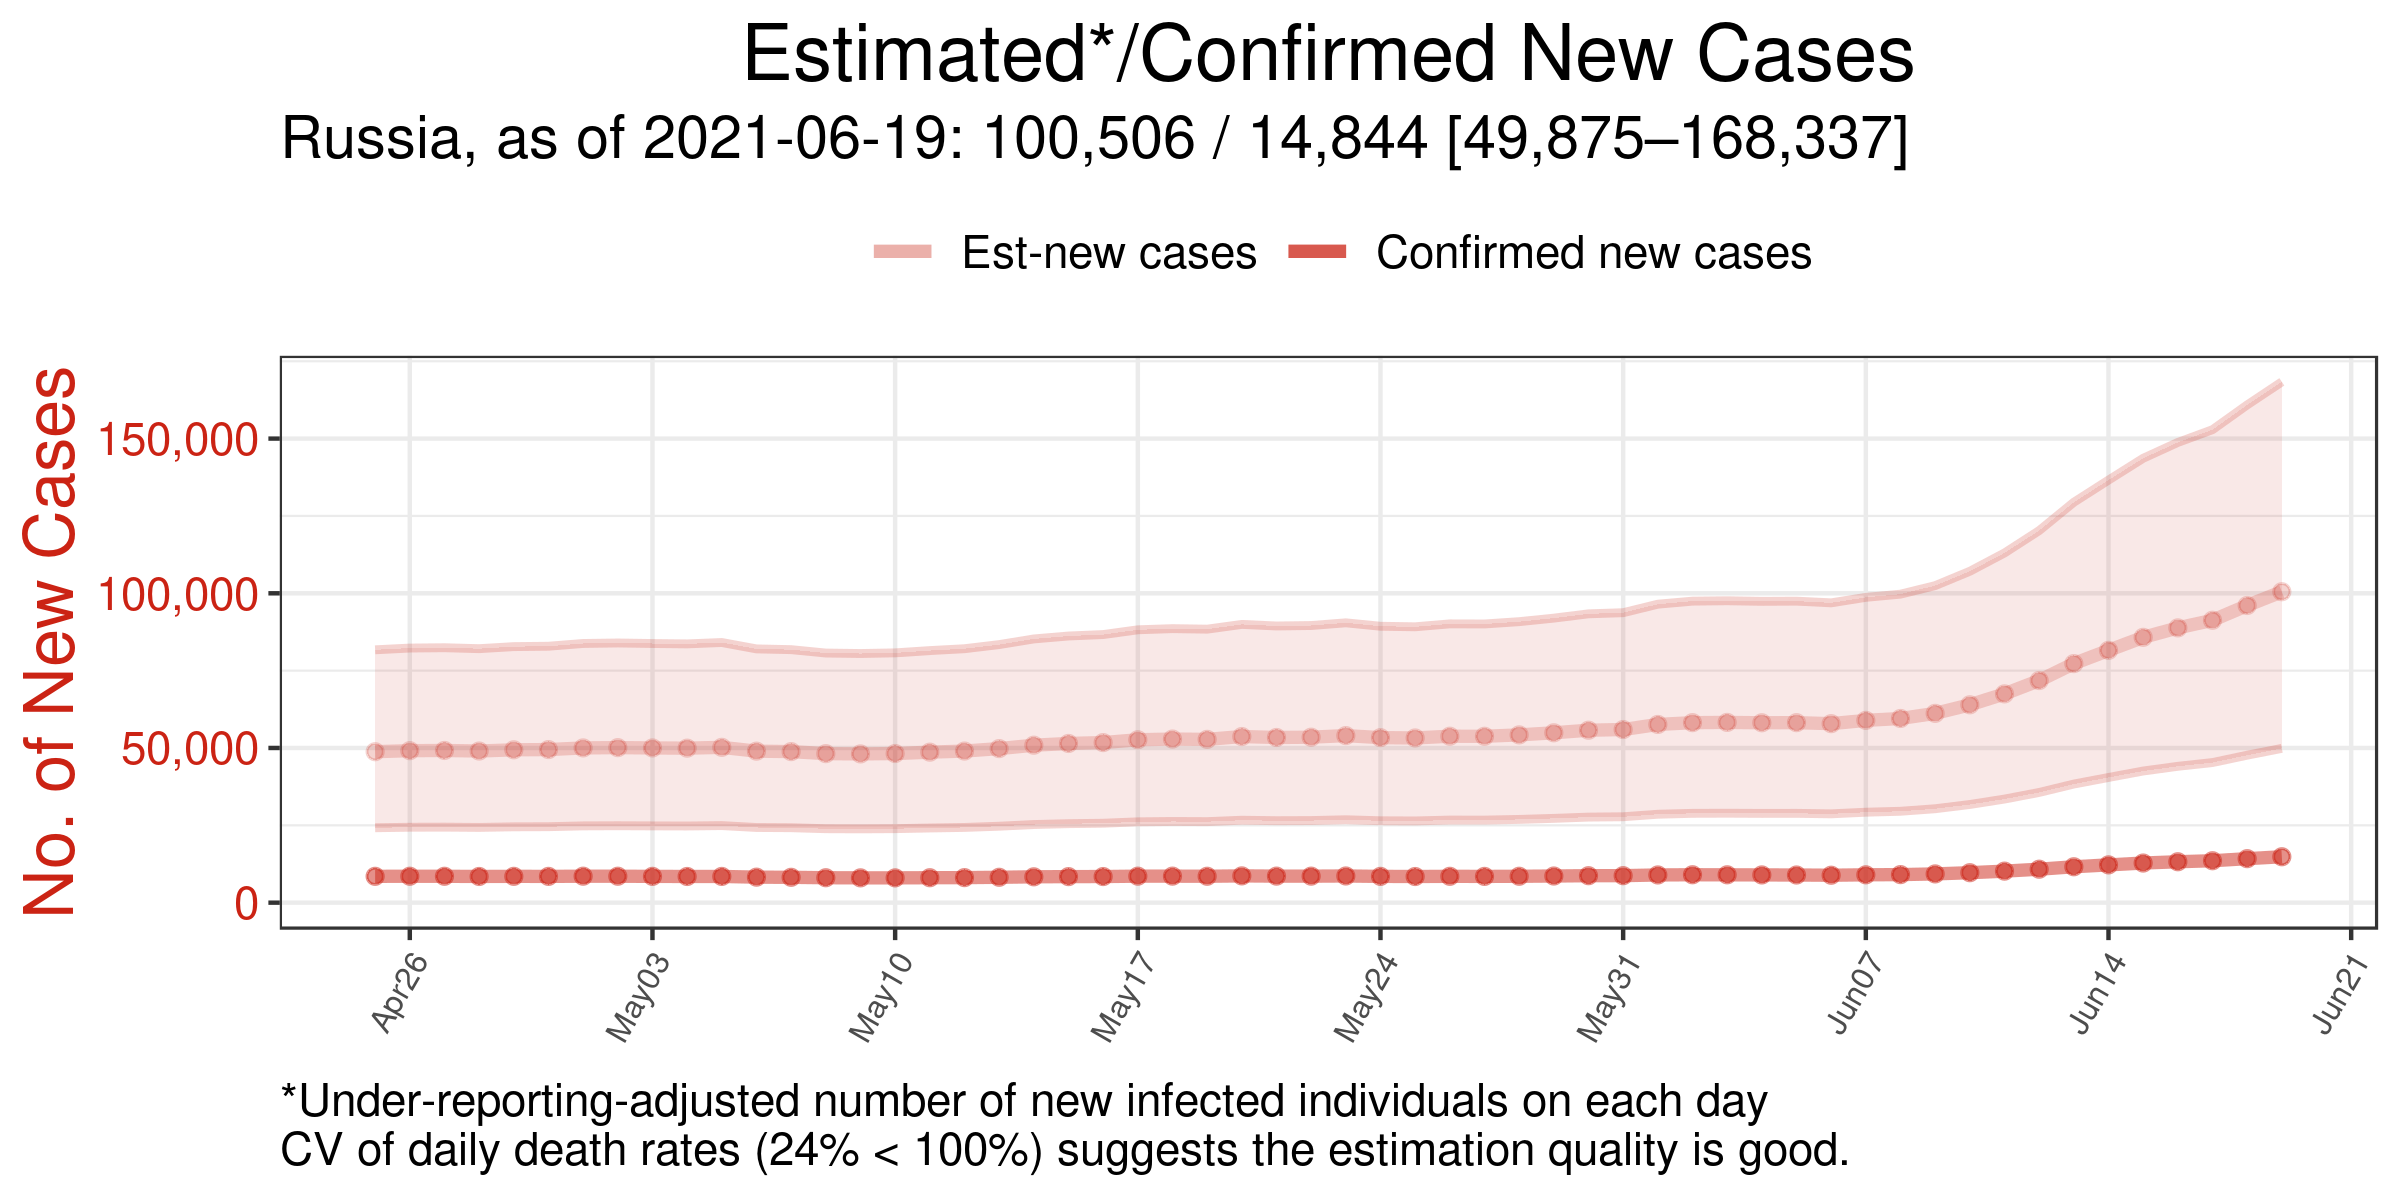 Estimated*/Confirmed New Cases
Russia, as of 2021-06-19: 100,506 / 14,844 [49,875–168,337]
Est-new cases Confirmed new cases
No. of New Cases
150,000
100,000
50,000
0
Apr26 May03 May10 May17 May24 May31 Jun07 Jun14 Jun21
*Under-reporting-adjusted number of new infected individuals on each day
CV of daily death rates (24% < 100%) suggests the estimation quality is good.